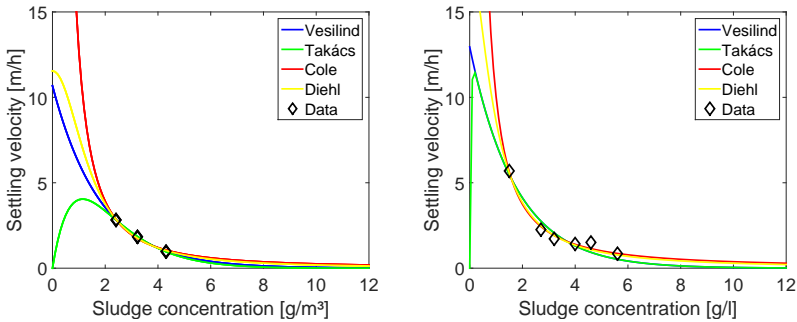 Settling velocity [m/h]
15
10
5
0
0 2 4 6 8 10 12
Sludge concentration [g/m³]
Vesilind
Takács
Cole
Diehl
Data
Settling velocity [m/h]
15
10
5
0
0 2 4 6 8 10 12
Sludge concentration [g/l]
Vesilind
Takács
Cole
Diehl
Data